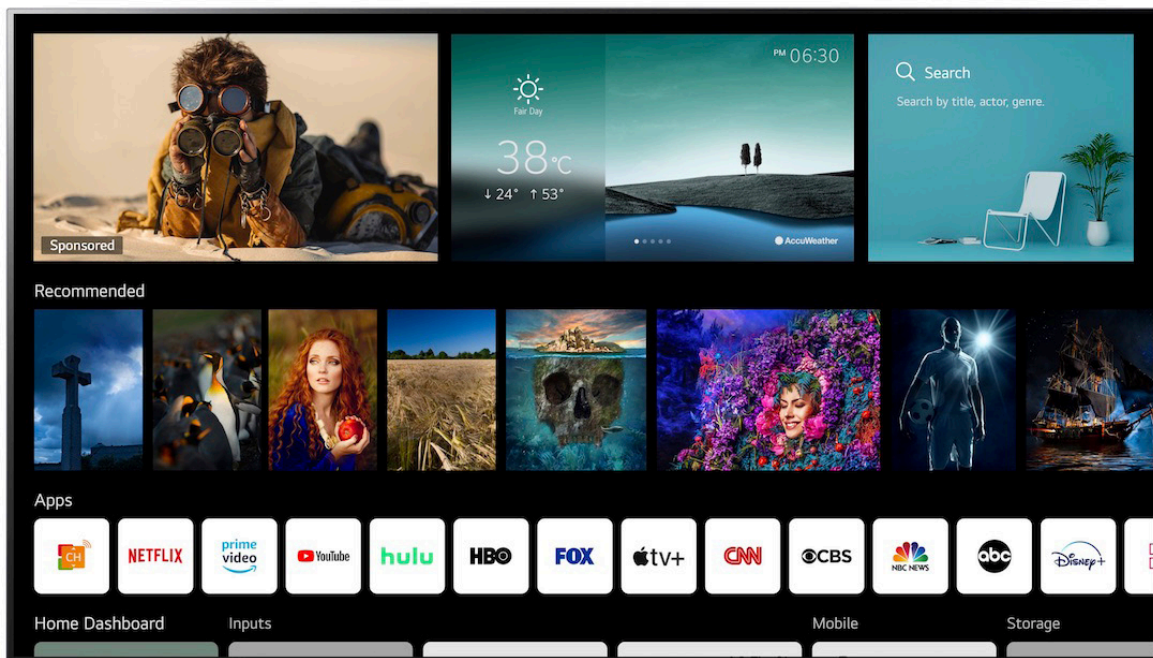 Sponsored
Fair Day
38°C
↓ 24° ↑ 53°
PM 06:30
AccuWeather
Search
Search by title, actor, genre.
Recommended
Apps
CH
NETFLIX
prime
video
YouTube
hulu
HBO
FOX
tv+
CNN
CBS
NBC NEWS
abc
Disney+
Home Dashboard
Inputs
Mobile
Storage